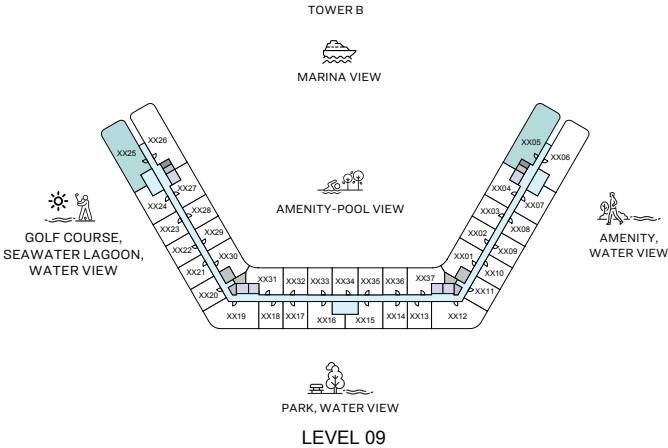 TOWER B
MARINA VIEW
XX25
XX26
XX05
XX06
XX24
XX27
XX04
XX07
AMENITY-POOL VIEW
XX23
XX28
XX03
XX08
GOLF COURSE,
SEAWATER LAGOON,
WATER VIEW
AMENITY,
WATER VIEW
XX22
XX29
XX02
XX09
XX21
XX30
XX01
XX10
XX20
XX31
XX32
XX33
XX34
XX35
XX36
XX37
XX11
XX19
XX18
XX17
XX16
XX15
XX14
XX13
XX12
PARK, WATER VIEW
LEVEL 09